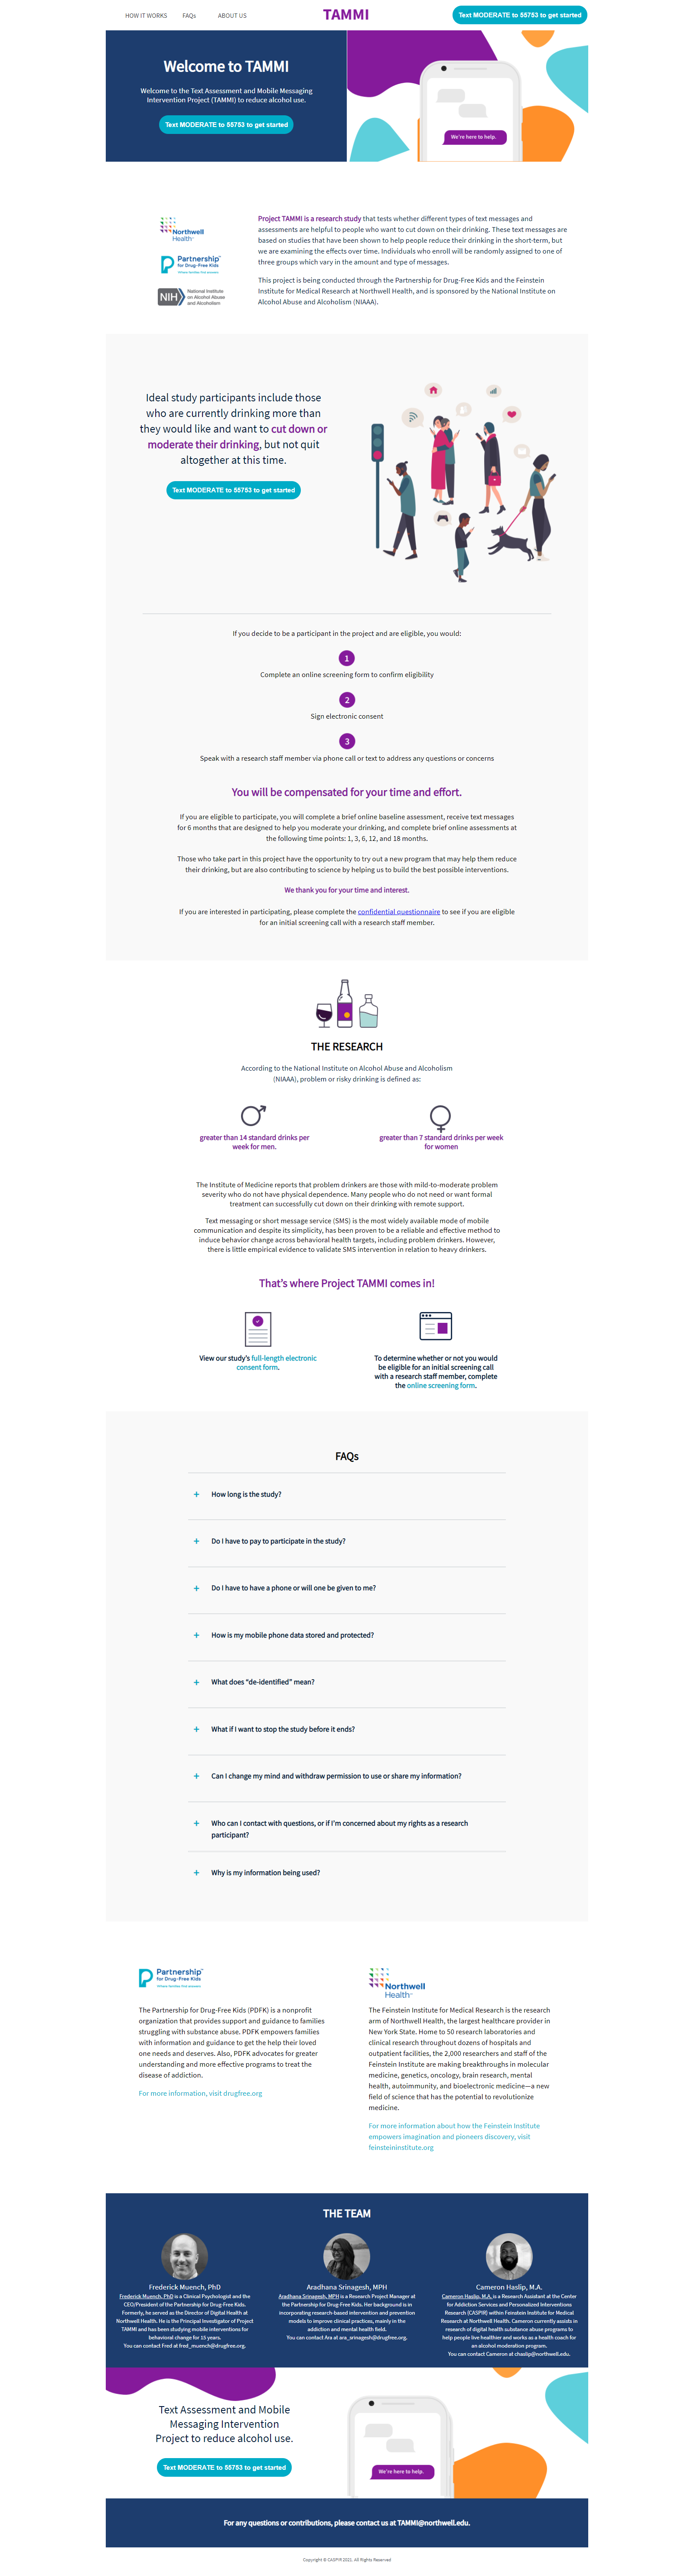 HOW IT WORKS FAQs ABOUT US TAMMI Text MODERATE to 55753 to get started
Welcome to TAMMI
Welcome to the Text Assessment and Mobile Messaging
Intervention Project (TAMMI) to reduce alcohol use.
Text MODERATE to 55753 to get started
We're here to help.
Northwell
Health
Partnership
for Drug-Free Kids
Where families find answers
NIH National Institute
on Alcohol Abuse
and Alcoholism
Project TAMMI is a research study that tests whether different types of text messages and
assessments are helpful to people who want to cut down on their drinking. These text messages are
based on studies that have been shown to help people reduce their drinking in the short-term, but
we are examining the effects over time. Individuals who enroll will be randomly assigned to one of
three groups which vary in the amount and type of messages.
This project is being conducted through the Partnership for Drug-Free Kids and the Feinstein
Institute for Medical Research at Northwell Health, and is sponsored by the National Institute on
Alcohol Abuse and Alcoholism (NIAAA).
Ideal study participants include those
who are currently drinking more than
they would like and want to cut down or
moderate their drinking, but not quit
altogether at this time.
Text MODERATE to 55753 to get started
If you decide to be a participant in the project and are eligible, you would:
1
Complete an online screening form to confirm eligibility
2
Sign electronic consent
3
Speak with a research staff member via phone call or text to address any questions or concerns
You will be compensated for your time and effort.
If you are eligible to participate, you will complete a brief online baseline assessment, receive text messages
for 6 months that are designed to help you moderate your drinking, and complete brief online assessments at
the following time points: 1, 3, 6, 12, and 18 months.
Those who take part in this project have the opportunity to try out a new program that may help them reduce
their drinking, but are also contributing to science by helping us to build the best possible interventions.
We thank you for your time and interest.
If you are interested in participating, please complete the confidential questionnaire to see if you are eligible
for an initial screening call with a research staff member.
THE RESEARCH
According to the National Institute on Alcohol Abuse and Alcoholism
(NIAAA), problem or risky drinking is defined as:
greater than 14 standard drinks per
week for men.
greater than 7 standard drinks per week
for women
The Institute of Medicine reports that problem drinkers are those with mild-to-moderate problem
severity who do not have physical dependence. Many people who do not need or want formal
treatment can successfully cut down on their drinking with remote support.
Text messaging or short message service (SMS) is the most widely available mode of mobile
communication and despite its simplicity, has been proven to be a reliable and effective method to
induce behavior change across behavioral health targets, including problem drinkers. However,
there is little empirical evidence to validate SMS intervention in relation to heavy drinkers.
That's where Project TAMMI comes in!
View our study's full-length electronic
consent form.
To determine whether or not you would
be eligible for an initial screening call
with a research staff member, complete
the online screening form.
FAQs
+ How long is the study?
+ Do I have to pay to participate in the study?
+ Do I have to have a phone or will one be given to me?
+ How is my mobile phone data stored and protected?
+ What does “de-identified” mean?
+ What if I want to stop the study before it ends?
+ Can I change my mind and withdraw permission to use or share my information?
+ Who can I contact with questions, or if I'm concerned about my rights as a research
participant?
+ Why is my information being used?
Partnership
for Drug-Free Kids
Where families find answers
The Partnership for Drug-Free Kids (PDFK) is a nonprofit
organization that provides support and guidance to families
struggling with substance abuse. PDFK empowers families
with information and guidance to get the help their loved
one needs and deserves. Also, PDFK advocates for greater
understanding and more effective programs to treat the
disease of addiction.
For more information, visit drugfree.org
Northwell
Health
The Feinstein Institute for Medical Research is the research
arm of Northwell Health, the largest healthcare provider in
New York State. Home to 50 research laboratories and
clinical research throughout dozens of hospitals and
outpatient facilities, the 2,000 researchers and staff of the
Feinstein Institute are making breakthroughs in molecular
medicine, genetics, oncology, brain research, mental
health, autoimmunity, and bioelectronic medicine—a new
field of science that has the potential to revolutionize
medicine.
For more information about how the Feinstein Institute
empowers imagination and pioneers discovery, visit
feinsteininstitute.org
THE TEAM
Frederick Muench, PhD
Frederick Muench, PhD is a Clinical Psychologist and the
CEO/President of the Partnership for Drug-Free Kids.
Formerly, he served as the Director of Digital Health at
Northwell Health. He is the Principal Investigator of Project
TAMMI and has been studying mobile interventions for
behavioral change for 15 years.
You can contact Fred at fred_muench@drugfree.org.
Aradhana Srinagesh, MPH
Aradhana Srinagesh, MPH is a Research Project Manager at
the Partnership for Drug-Free Kids. Her background is in
incorporating research-based intervention and prevention
models to improve clinical practices, mainly in the
addiction and mental health field.
You can contact Ara at ara_srinagesh@drugfree.org.
Cameron Haslip, M.A.
Cameron Haslip, M.A. is a Research Assistant at the Center
for Addiction Services and Personalized Interventions
Research (CASPIR) within Feinstein Institute for Medical
Research at Northwell Health. Cameron currently assists in
research of digital health substance abuse programs to
help people live healthier and works as a health coach for
an alcohol moderation program.
You can contact Cameron at chaslip@northwell.edu.
Text Assessment and Mobile
Messaging Intervention
Project to reduce alcohol use.
Text MODERATE to 55753 to get started
We're here to help.
For any questions or contributions, please contact us at TAMMI@northwell.edu.
Copyright © CASPIR 2021. All Rights Reserved